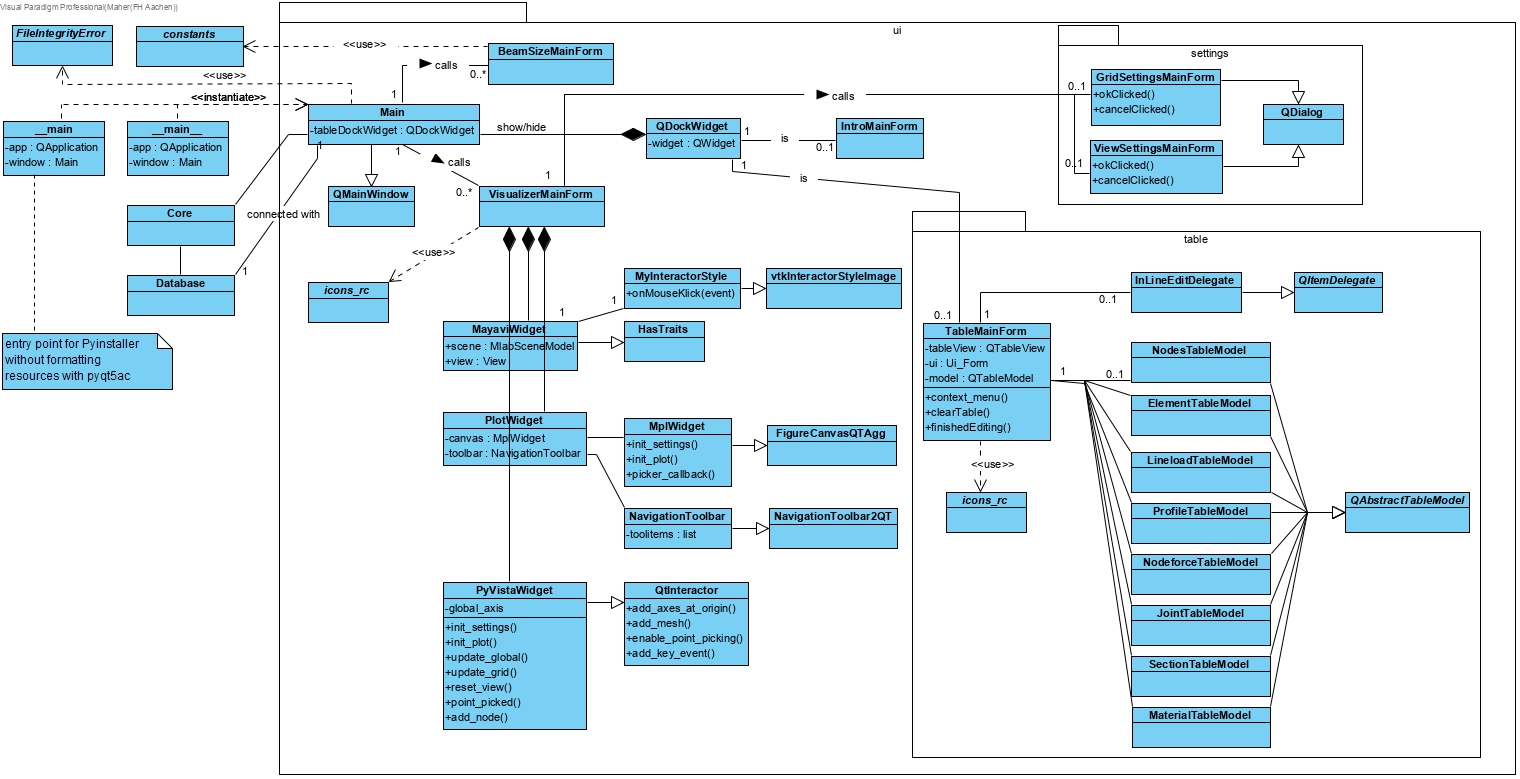 Visual Paradigm Professional(Maher(FH Aachen))
ui
FileIntegrityError
constants
<<use>>
BeamSizeMainForm
calls
0..*
1
<<use>>
<<instantiate>>
Main
-tableDockWidget : QDockWidget
1
1
show/hide
__main
-app : QApplication
-window : Main
__main__
-app : QApplication
-window : Main
QDockWidget
-widget : QWidget
1
is
0..1
IntroMainForm
1
is
calls
settings
0..1
GridSettingsMainForm
+okClicked()
+cancelClicked()
QDialog
0..1
ViewSettingsMainForm
+okClicked()
+cancelClicked()
calls
0..*
1
QMainWindow
VisualizerMainForm
Core
connected with
1
Database
<<use>>
icons_rc
entry point for Pyinstaller
without formatting
resources with pyqt5ac
MyInteractorStyle
+onMouseKlick(event)
vtkInteractorStyleImage
1
1
MayaviWidget
+scene : MlabSceneModel
+view : View
HasTraits
PlotWidget
-canvas : MplWidget
-toolbar : NavigationToolbar
MplWidget
+init_settings()
+init_plot()
+picker_callback()
FigureCanvasQTAgg
NavigationToolbar
-toolitems : list
NavigationToolbar2QT
PyVistaWidget
-global_axis
+init_settings()
+init_plot()
+update_global()
+update_grid()
+reset_view()
+point_picked()
+add_node()
QtInteractor
+add_axes_at_origin()
+add_mesh()
+enable_point_picking()
+add_key_event()
table
InLineEditDelegate
QItemDelegate
0..1
0..1
1
TableMainForm
-tableView : QTableView
-ui : Ui_Form
-model : QTableModel
+context_menu()
+clearTable()
+finishedEditing()
1
0..1
<<use>>
icons_rc
NodesTableModel
ElementTableModel
LineloadTableModel
ProfileTableModel
NodeforceTableModel
JointTableModel
SectionTableModel
MaterialTableModel
QAbstractTableModel